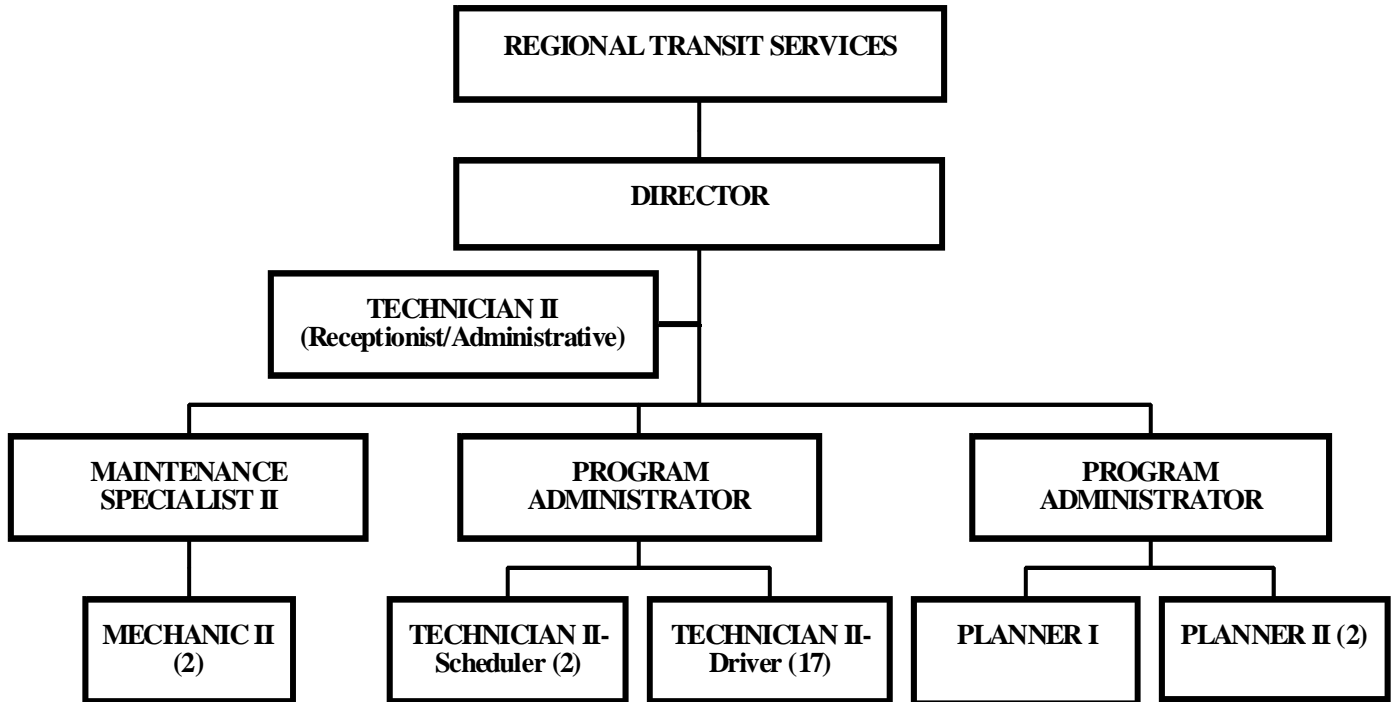 REGIONAL TRANSIT SERVICES
DIRECTOR
TECHNICIAN II
(Receptionist/Administrative)
MAINTENANCE
SPECIALIST II
PROGRAM
ADMINISTRATOR
PROGRAM
ADMINISTRATOR
MECHANIC II
(2)
TECHNICIAN II-
Scheduler (2)
TECHNICIAN II-
Driver (17)
PLANNER I
PLANNER II (2)